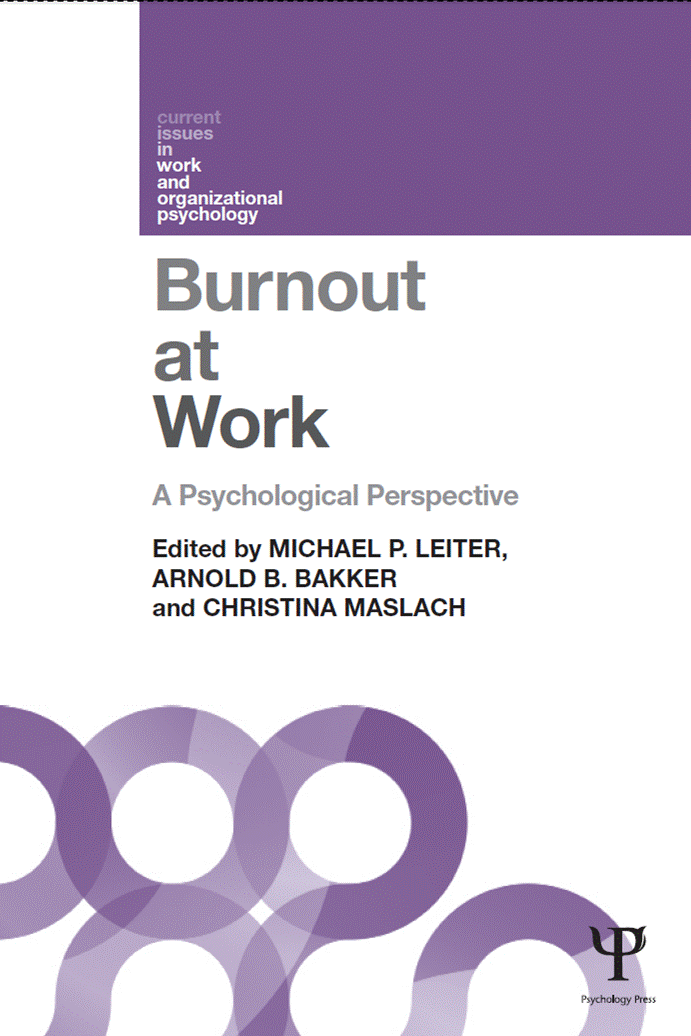 current
issues
in
work
and
organizational
psychology
Burnout
at
Work
A Psychological Perspective
Edited by MICHAEL P. LEITER,
ARNOLD B. BAKKER
and CHRISTINA MASLACH
Psychology Press